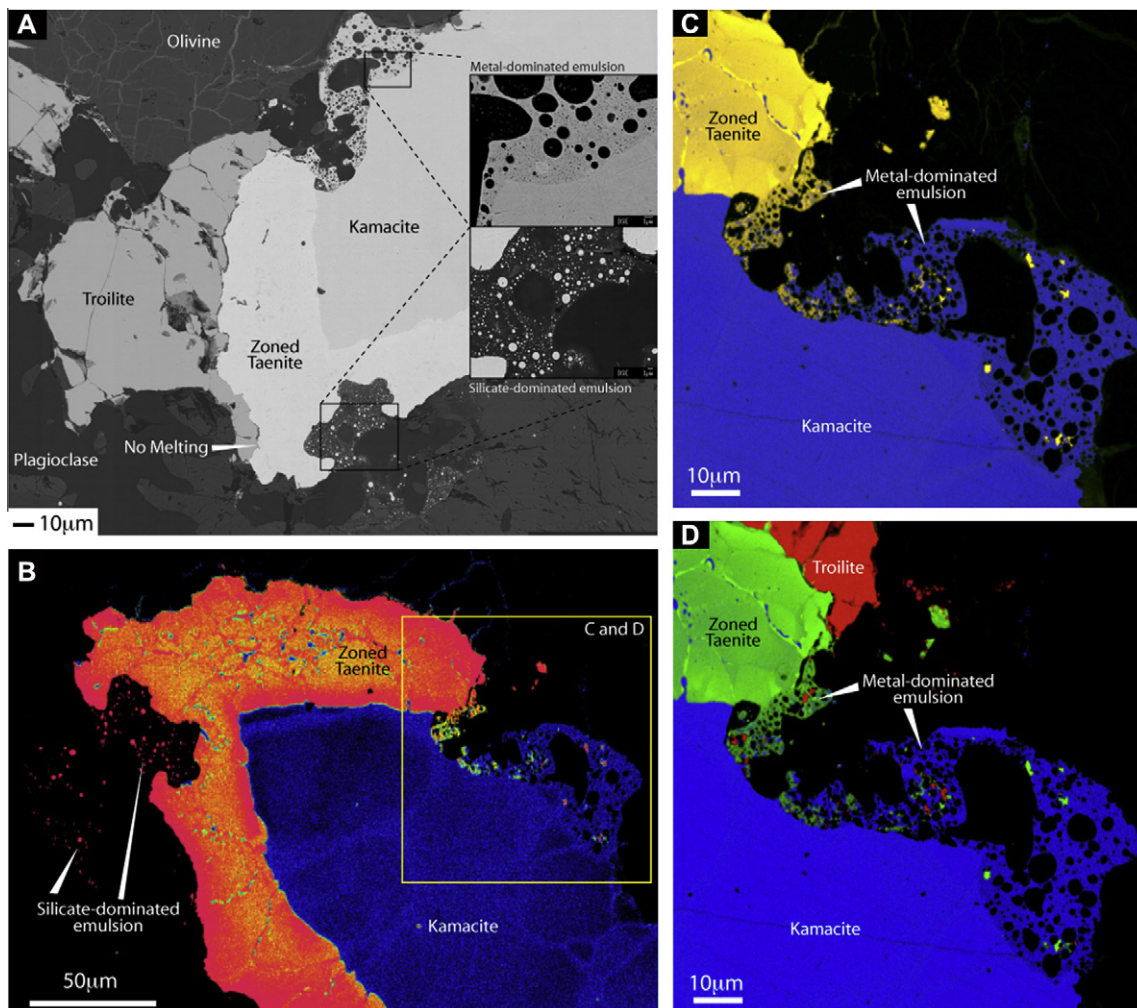 A
Olivine
Metal-dominated emulsion
Kamacite
Troilite
Zoned
Taenite
Silicate-dominated emulsion
No Melting
Plagioclase
10μm
B
C and D
Zoned
Taenite
Silicate-dominated
emulsion
Kamacite
50μm
C
Zoned
Taenite
Metal-dominated
emulsion
Kamacite
10μm
D
Troilite
Zoned
Taenite
Metal-dominated
emulsion
Kamacite
10μm